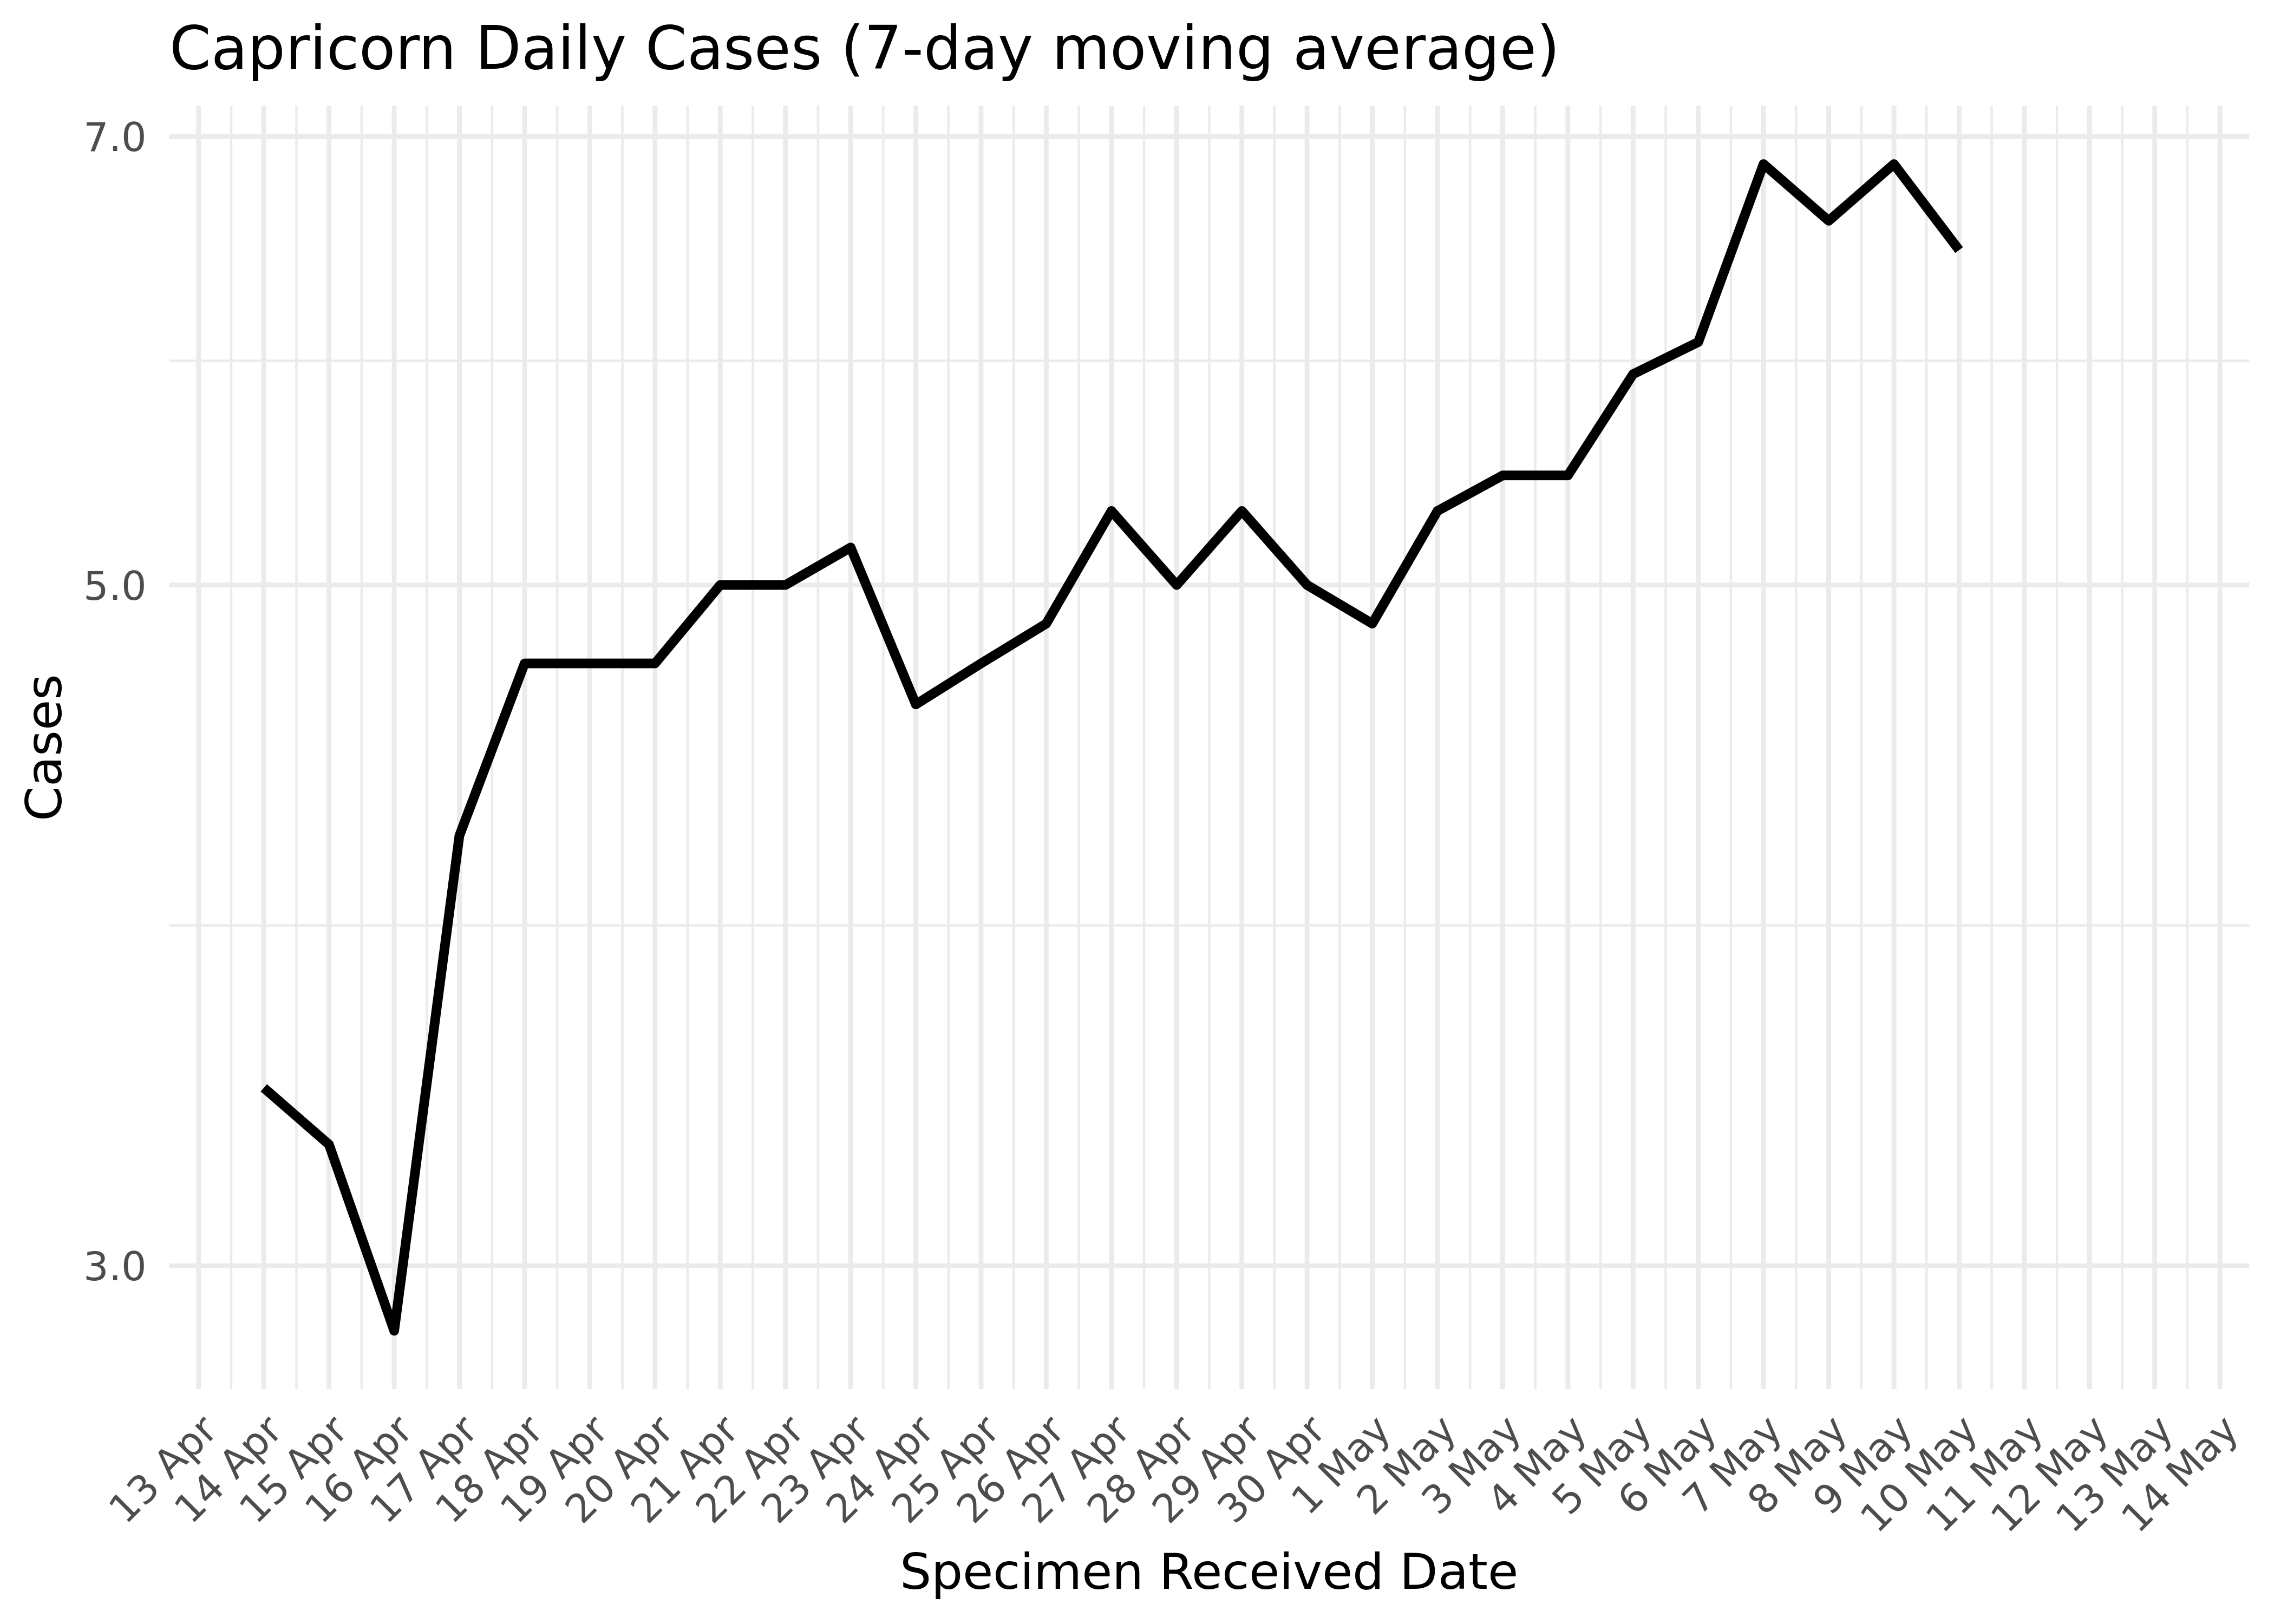 Capricorn Daily Cases (7-day moving average)
7.0
5.0
3.0
Cases
13 Apr
14 Apr
15 Apr
16 Apr
17 Apr
18 Apr
19 Apr
20 Apr
21 Apr
22 Apr
23 Apr
24 Apr
25 Apr
26 Apr
27 Apr
28 Apr
29 Apr
30 Apr
1 May
2 May
3 May
4 May
5 May
6 May
7 May
8 May
9 May
10 May
11 May
12 May
13 May
14 May
Specimen Received Date